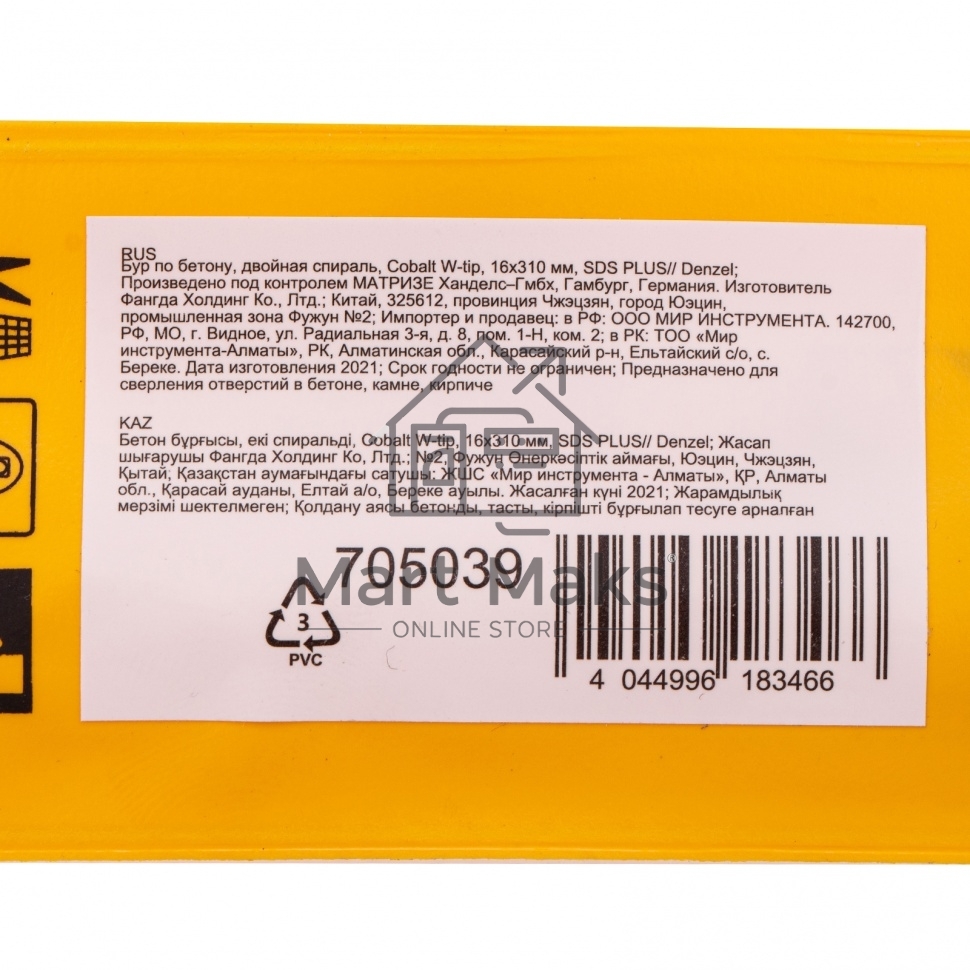 RUS
Бур по бетону, двойная спираль, Cobalt W-tip, 16x310 мм, SDS PLUS// Denzel;
Произведено под контролем МАТРИЗЕ Ханделс–Гмбх, Гамбург, Германия. Изготовитель
Фангда Холдинг Ко., Лтд.; Китай, 325612, провинция Чжэцзян, город Юэцин,
промышленная зона Фужун №2; Импортер и продавец: в РФ: ООО МИР ИНСТРУМЕНТА. 142700,
РФ, МО, г. Видное, ул. Радиальная 3-я, д. 8, пом. 1-Н, ком. 2; в РК: ТОО «Мир
инструмента-Алматы», РК, Алматинская обл., Карасайский р-н, Ельтайский с/о, с.
Береке. Дата изготовления 2021; Срок годности не ограничен; Предназначено для
сверления отверстий в бетоне, камне, кирпиче
KAZ
Бетон бұрғысы, екі спиральді, Cobalt W-tip, 16x310 мм, SDS PLUS// Denzel; Жасап
шығарушы Фангда Холдинг Ко, Лтд.; №2, Фужун Өнеркәсіптік аймағы, Юэцин, Чжэцзян,
Қытай; Қазақстан аумағындағы сатушы: ЖШС «Мир инструмента - Алматы», ҚР, Алматы
обл., Қарасай ауданы, Елтай а/о, Береке ауылы. Жасалған күні 2021; Жарамдылық
мерзімі шектелмеген; Қолдану аясы бетонды, тасты, кірпішті бұрғылап тесуге арналған
705039
Mart Maks®
ONLINE STORE
3
PVC
4 044996 183466